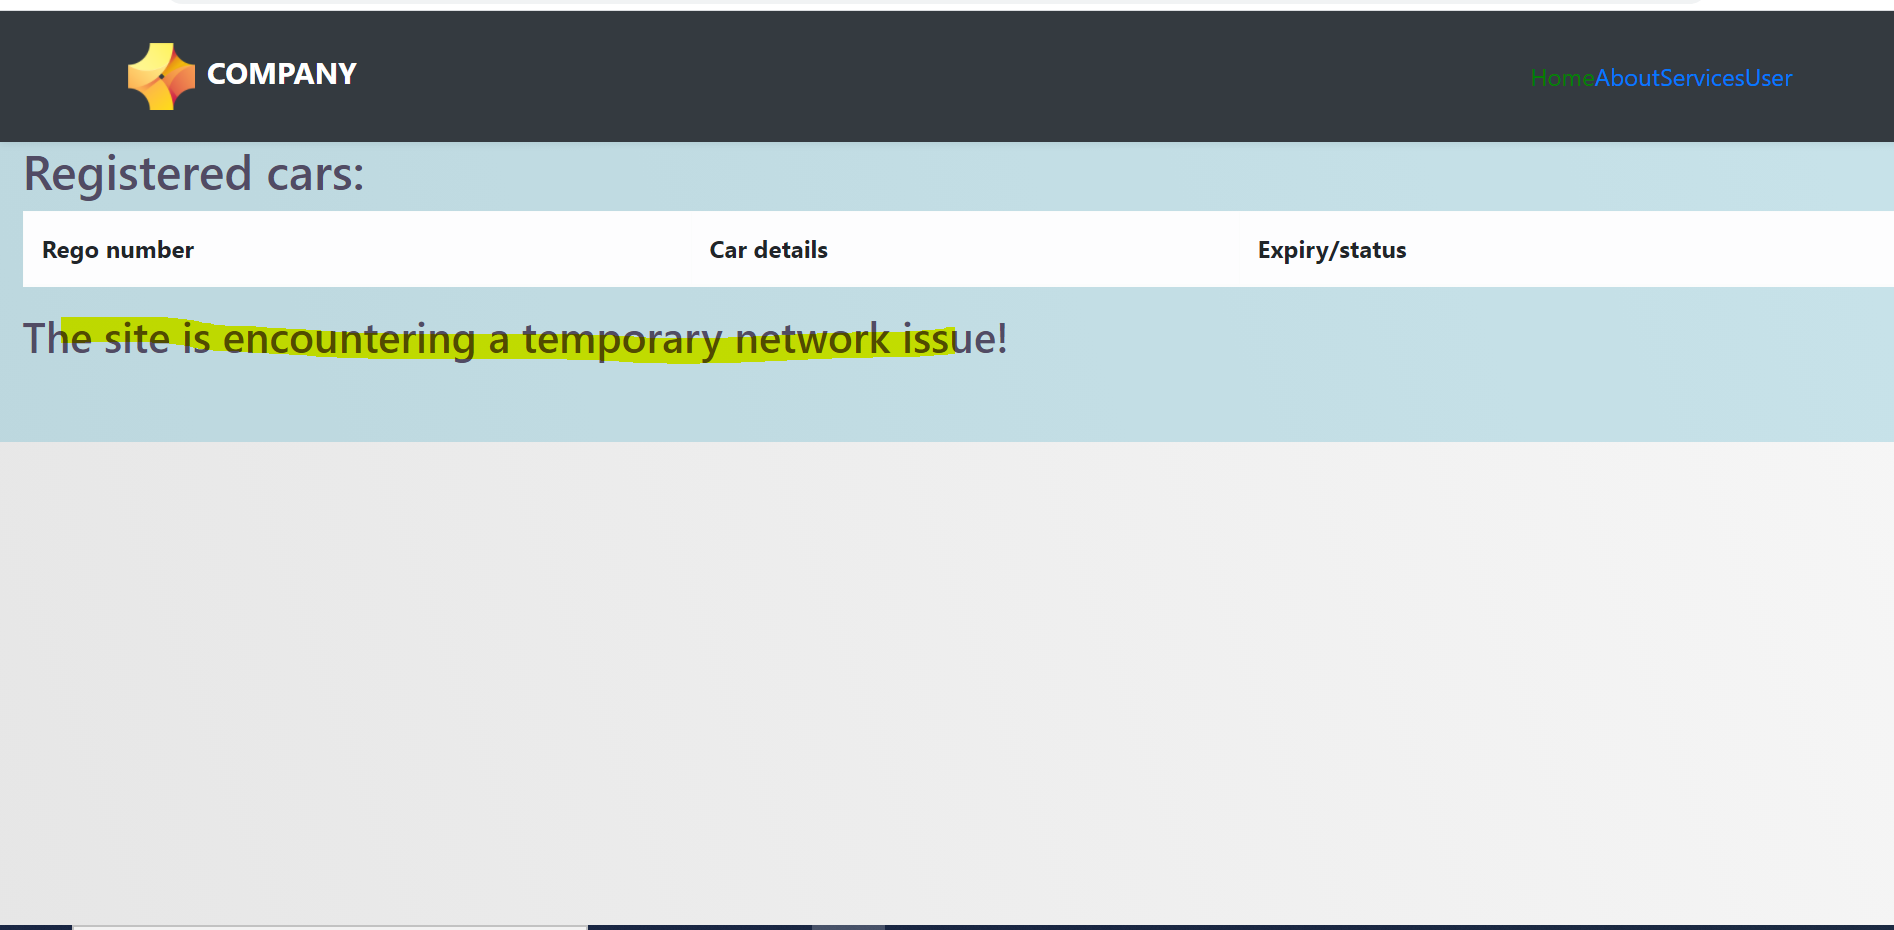 COMPANY
HomeAboutServicesUser
Registered cars:
Rego number Car details Expiry/status
The site is encountering a temporary network issue!